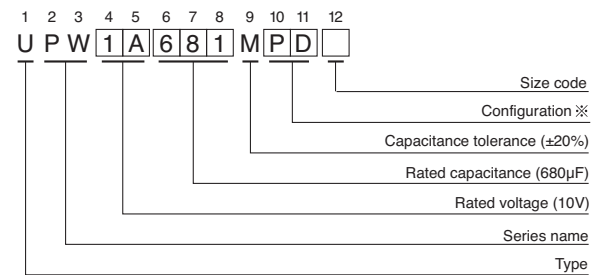 1 2 3 4 5 6 7 8 9 10 11 12
U P W 1 A 6 8 1 M P D
Size code
Configuration ※
Capacitance tolerance (±20%)
Rated capacitance (680µF)
Rated voltage (10V)
Series name
Type